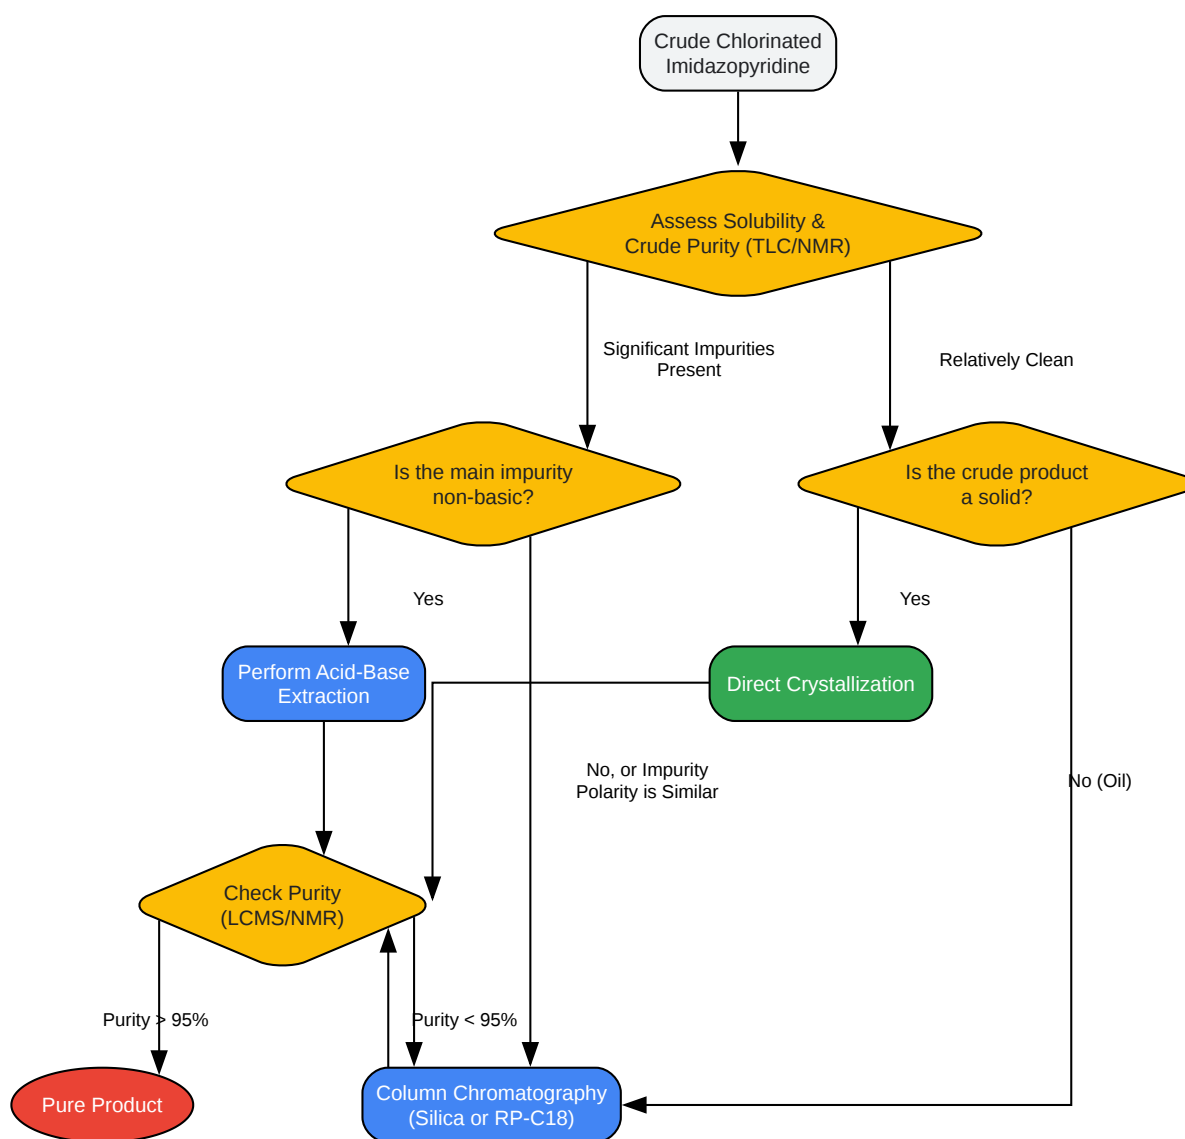 Crude Chlorinated
Imidazopyridine
Assess Solubility &
Crude Purity (TLC/NMR)
Significant Impurities
Present
Relatively Clean
Is the main impurity
non-basic?
Is the crude product
a solid?
Yes
Yes
Perform Acid-Base
Extraction
Direct Crystallization
No, or Impurity
Polarity is Similar
No (Oil)
Check Purity
(LCMS/NMR)
Purity > 95%
Purity < 95%
Pure Product
Column Chromatography
(Silica or RP-C18)